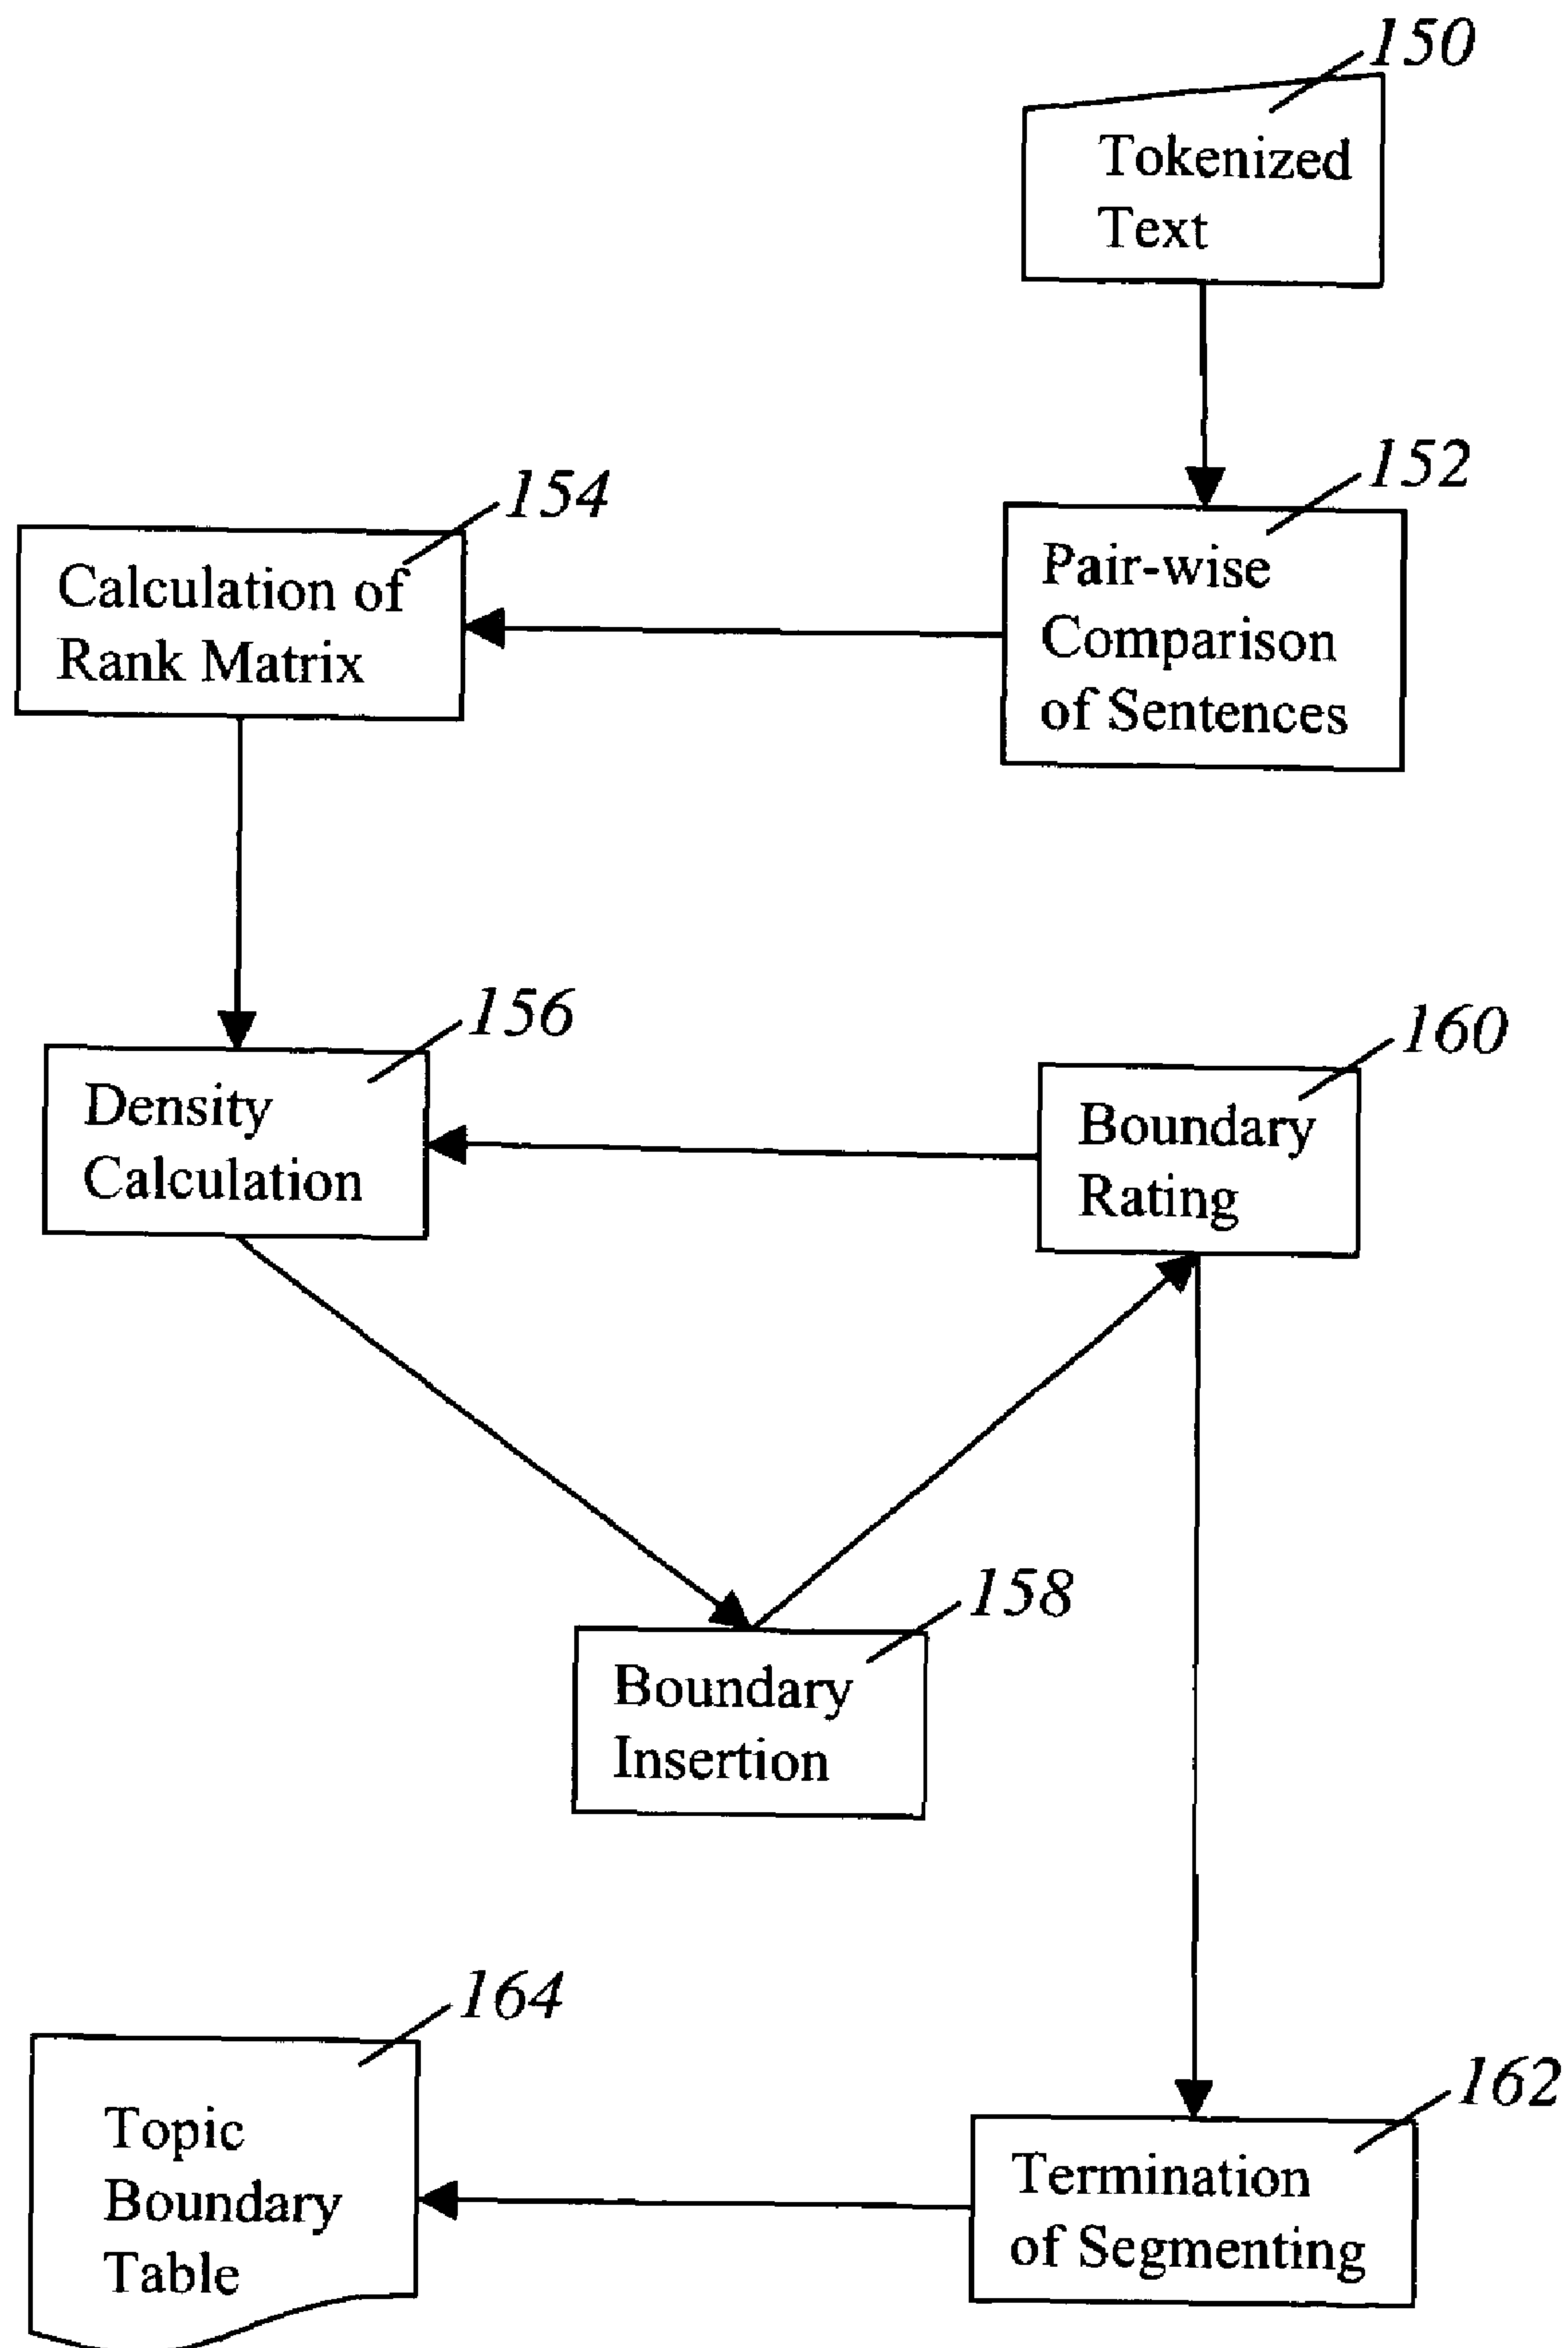 150
Tokenized
Text
152
Pair-wise
Comparison
of Sentences
154
Calculation of
Rank Matrix
156
Density
Calculation
160
Boundary
Rating
158
Boundary
Insertion
164
Topic
Boundary
Table
162
Termination
of Segmenting